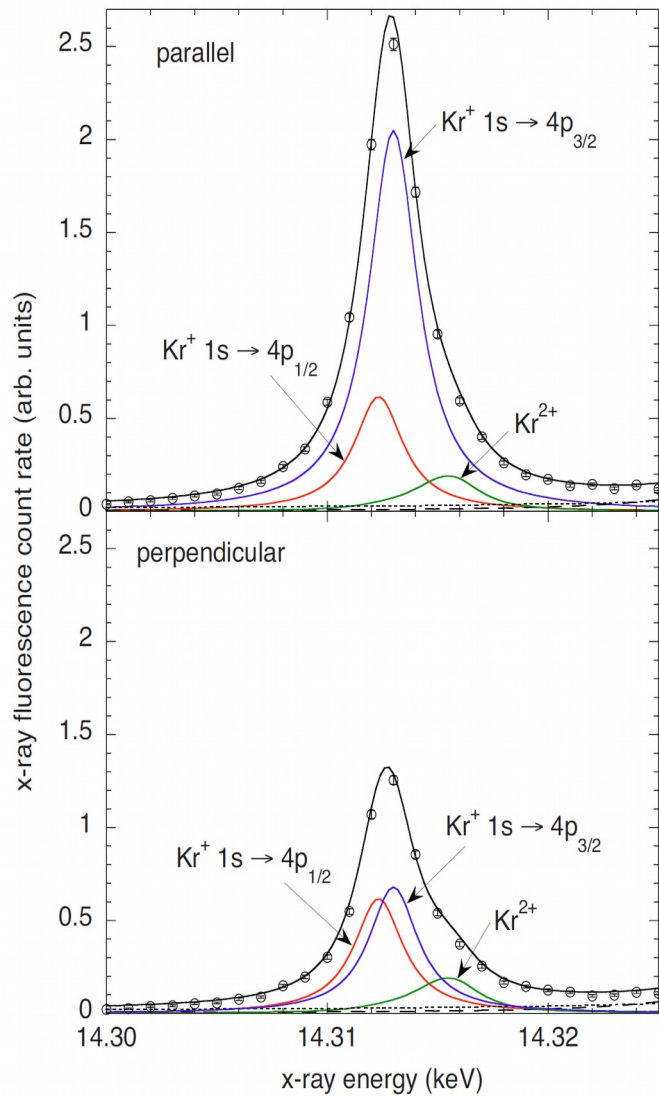 x-ray fluorescence count rate (arb. units)
parallel
2.5
2
1.5
1
0.5
0
Kr⁺ 1s → 4p₃/₂
Kr⁺ 1s → 4p₁/₂
Kr²⁺
perpendicular
2.5
2
1.5
1
0.5
0
Kr⁺ 1s → 4p₃/₂
Kr⁺ 1s → 4p₁/₂
Kr²⁺
14.30
14.31
14.32
x-ray energy (keV)